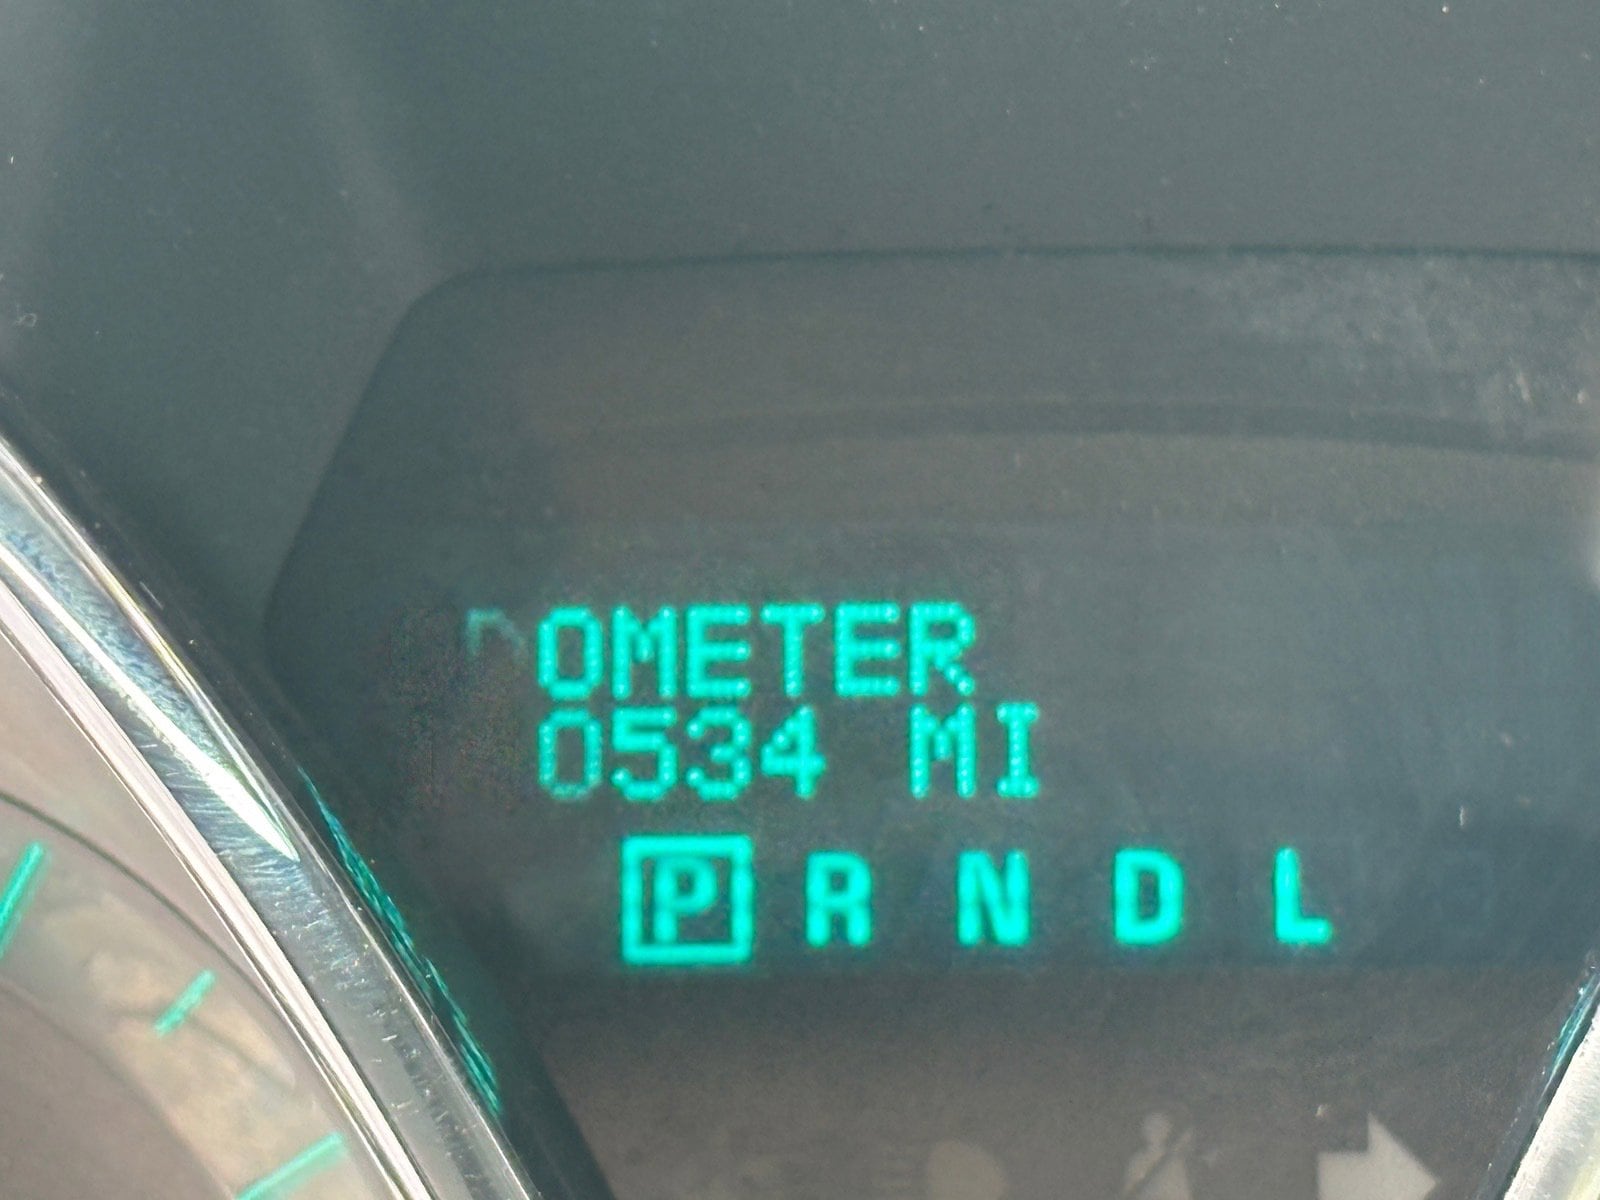 OMETER
0534 MI
P R N D L